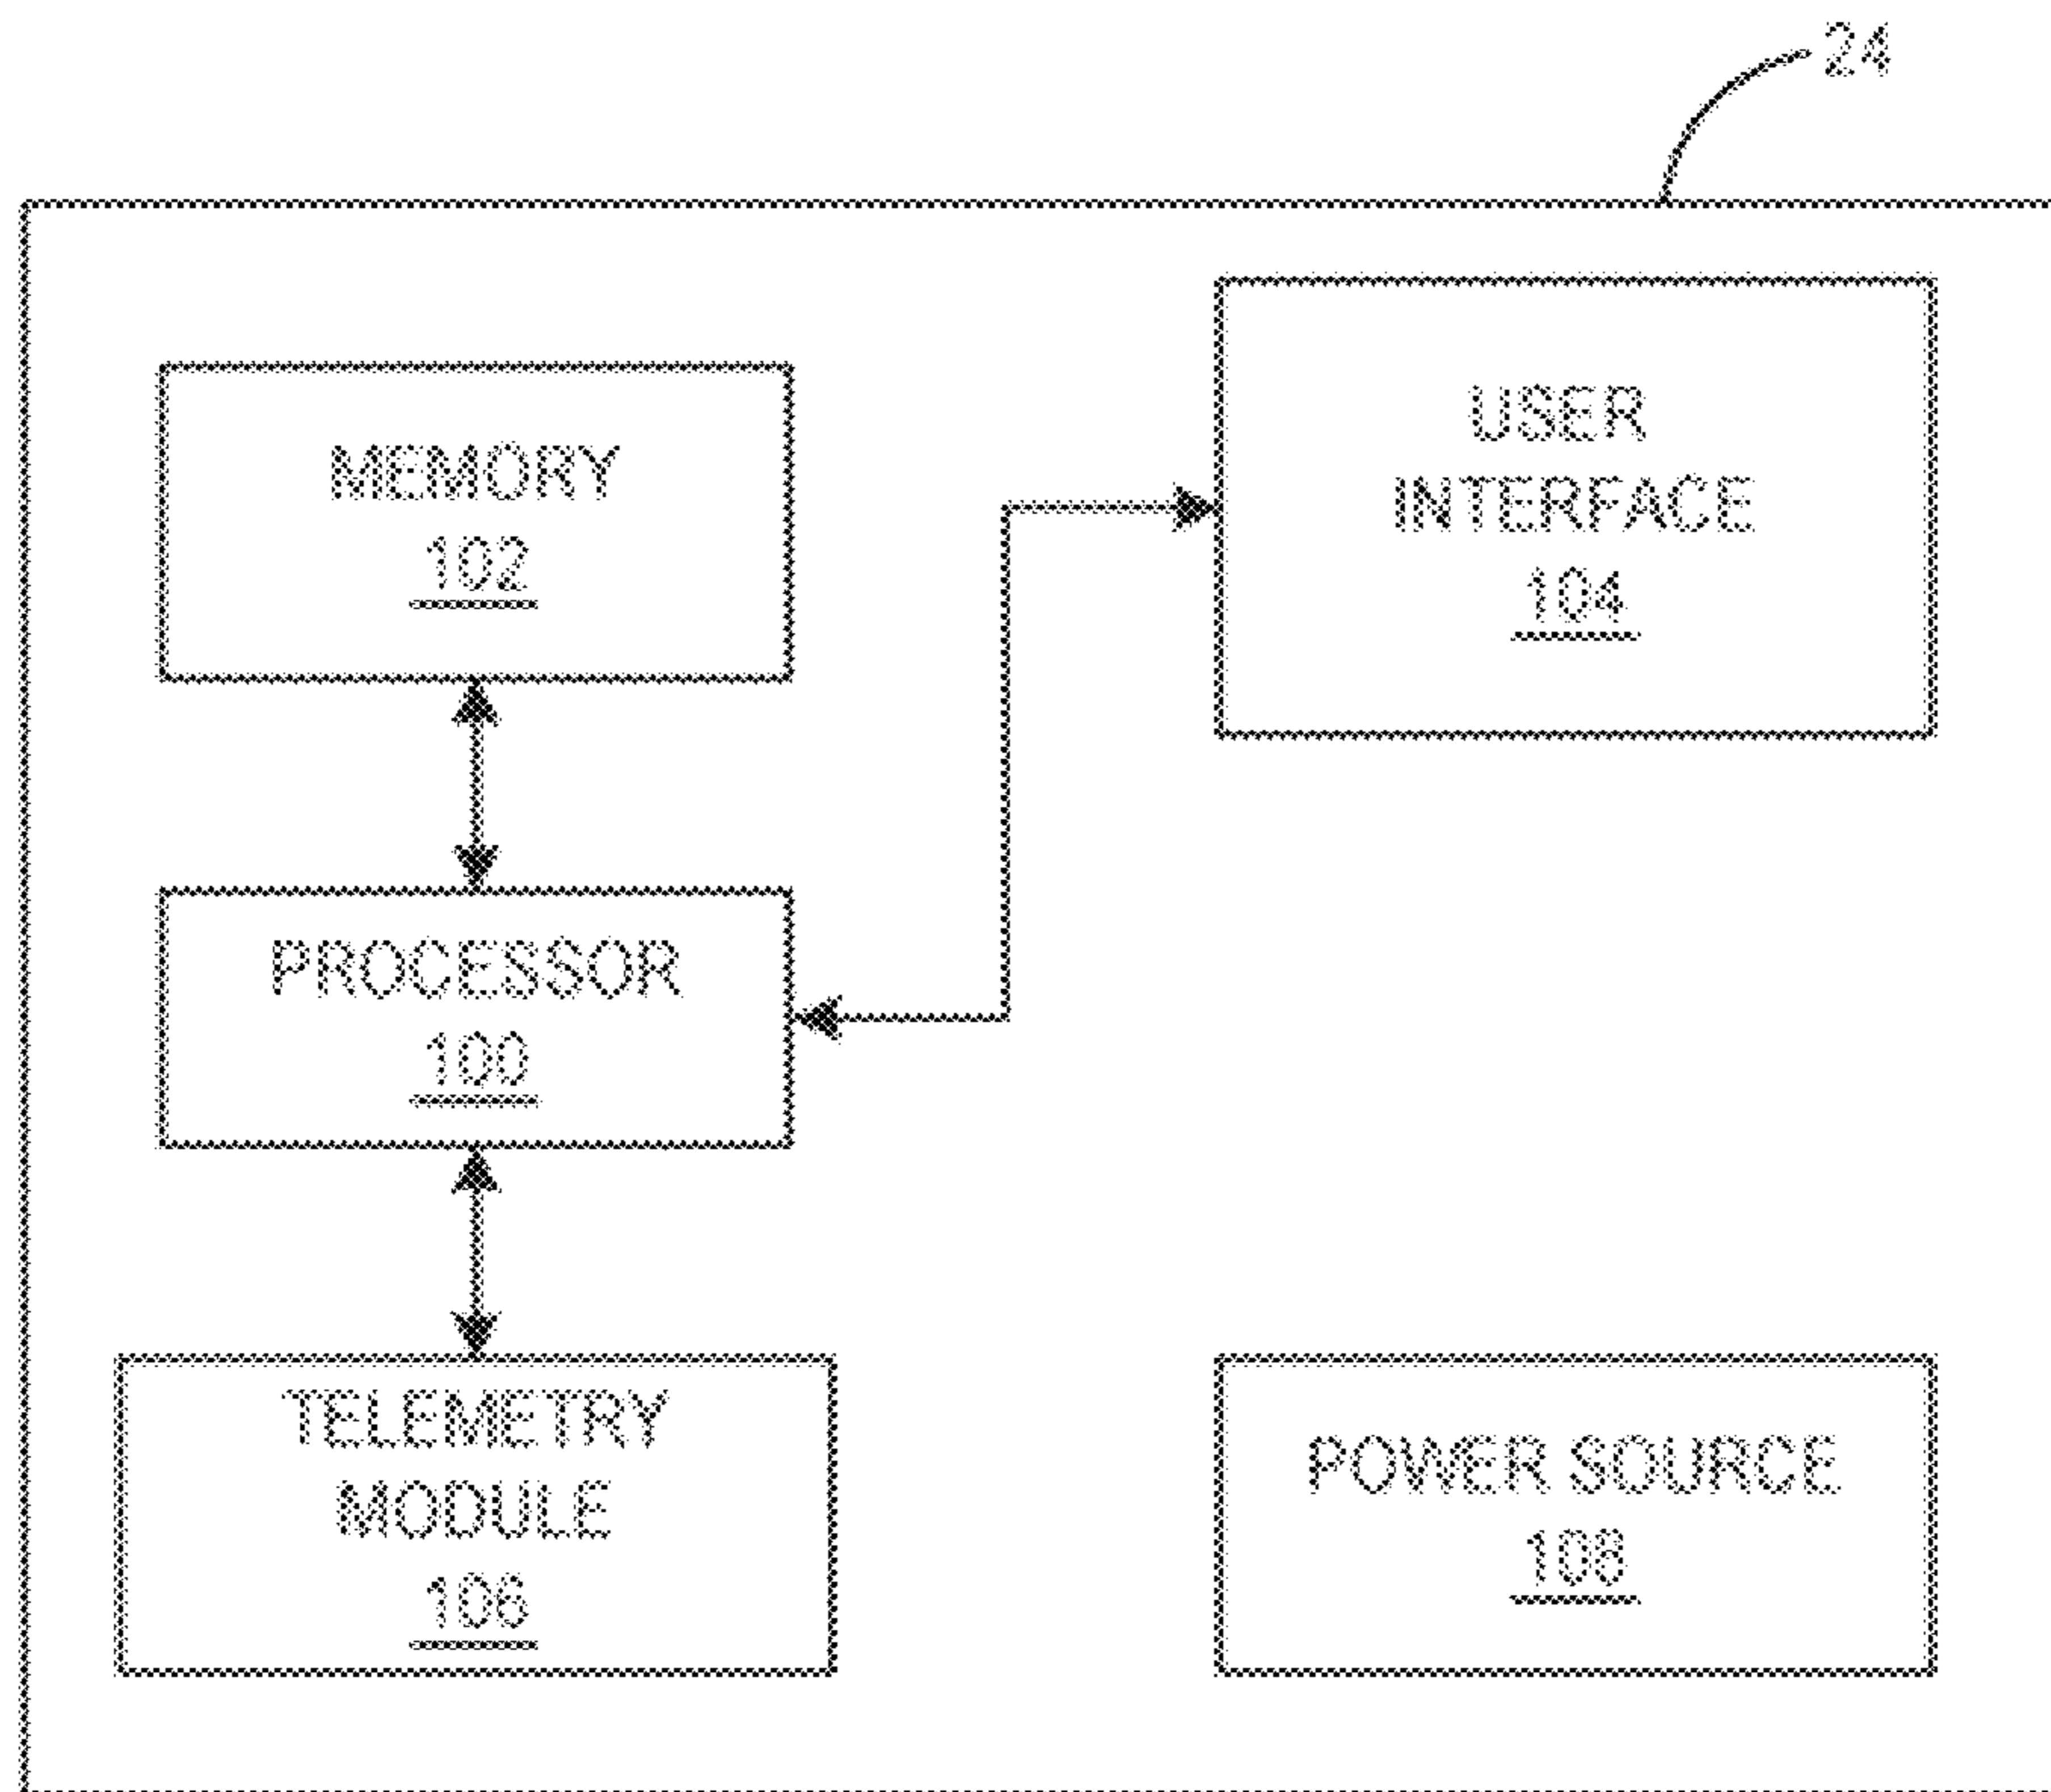 24
MEMORY
102
USER
INTERFACE
104
PROCESSOR
100
TELEMETRY
MODULE
106
POWER SOURCE
108